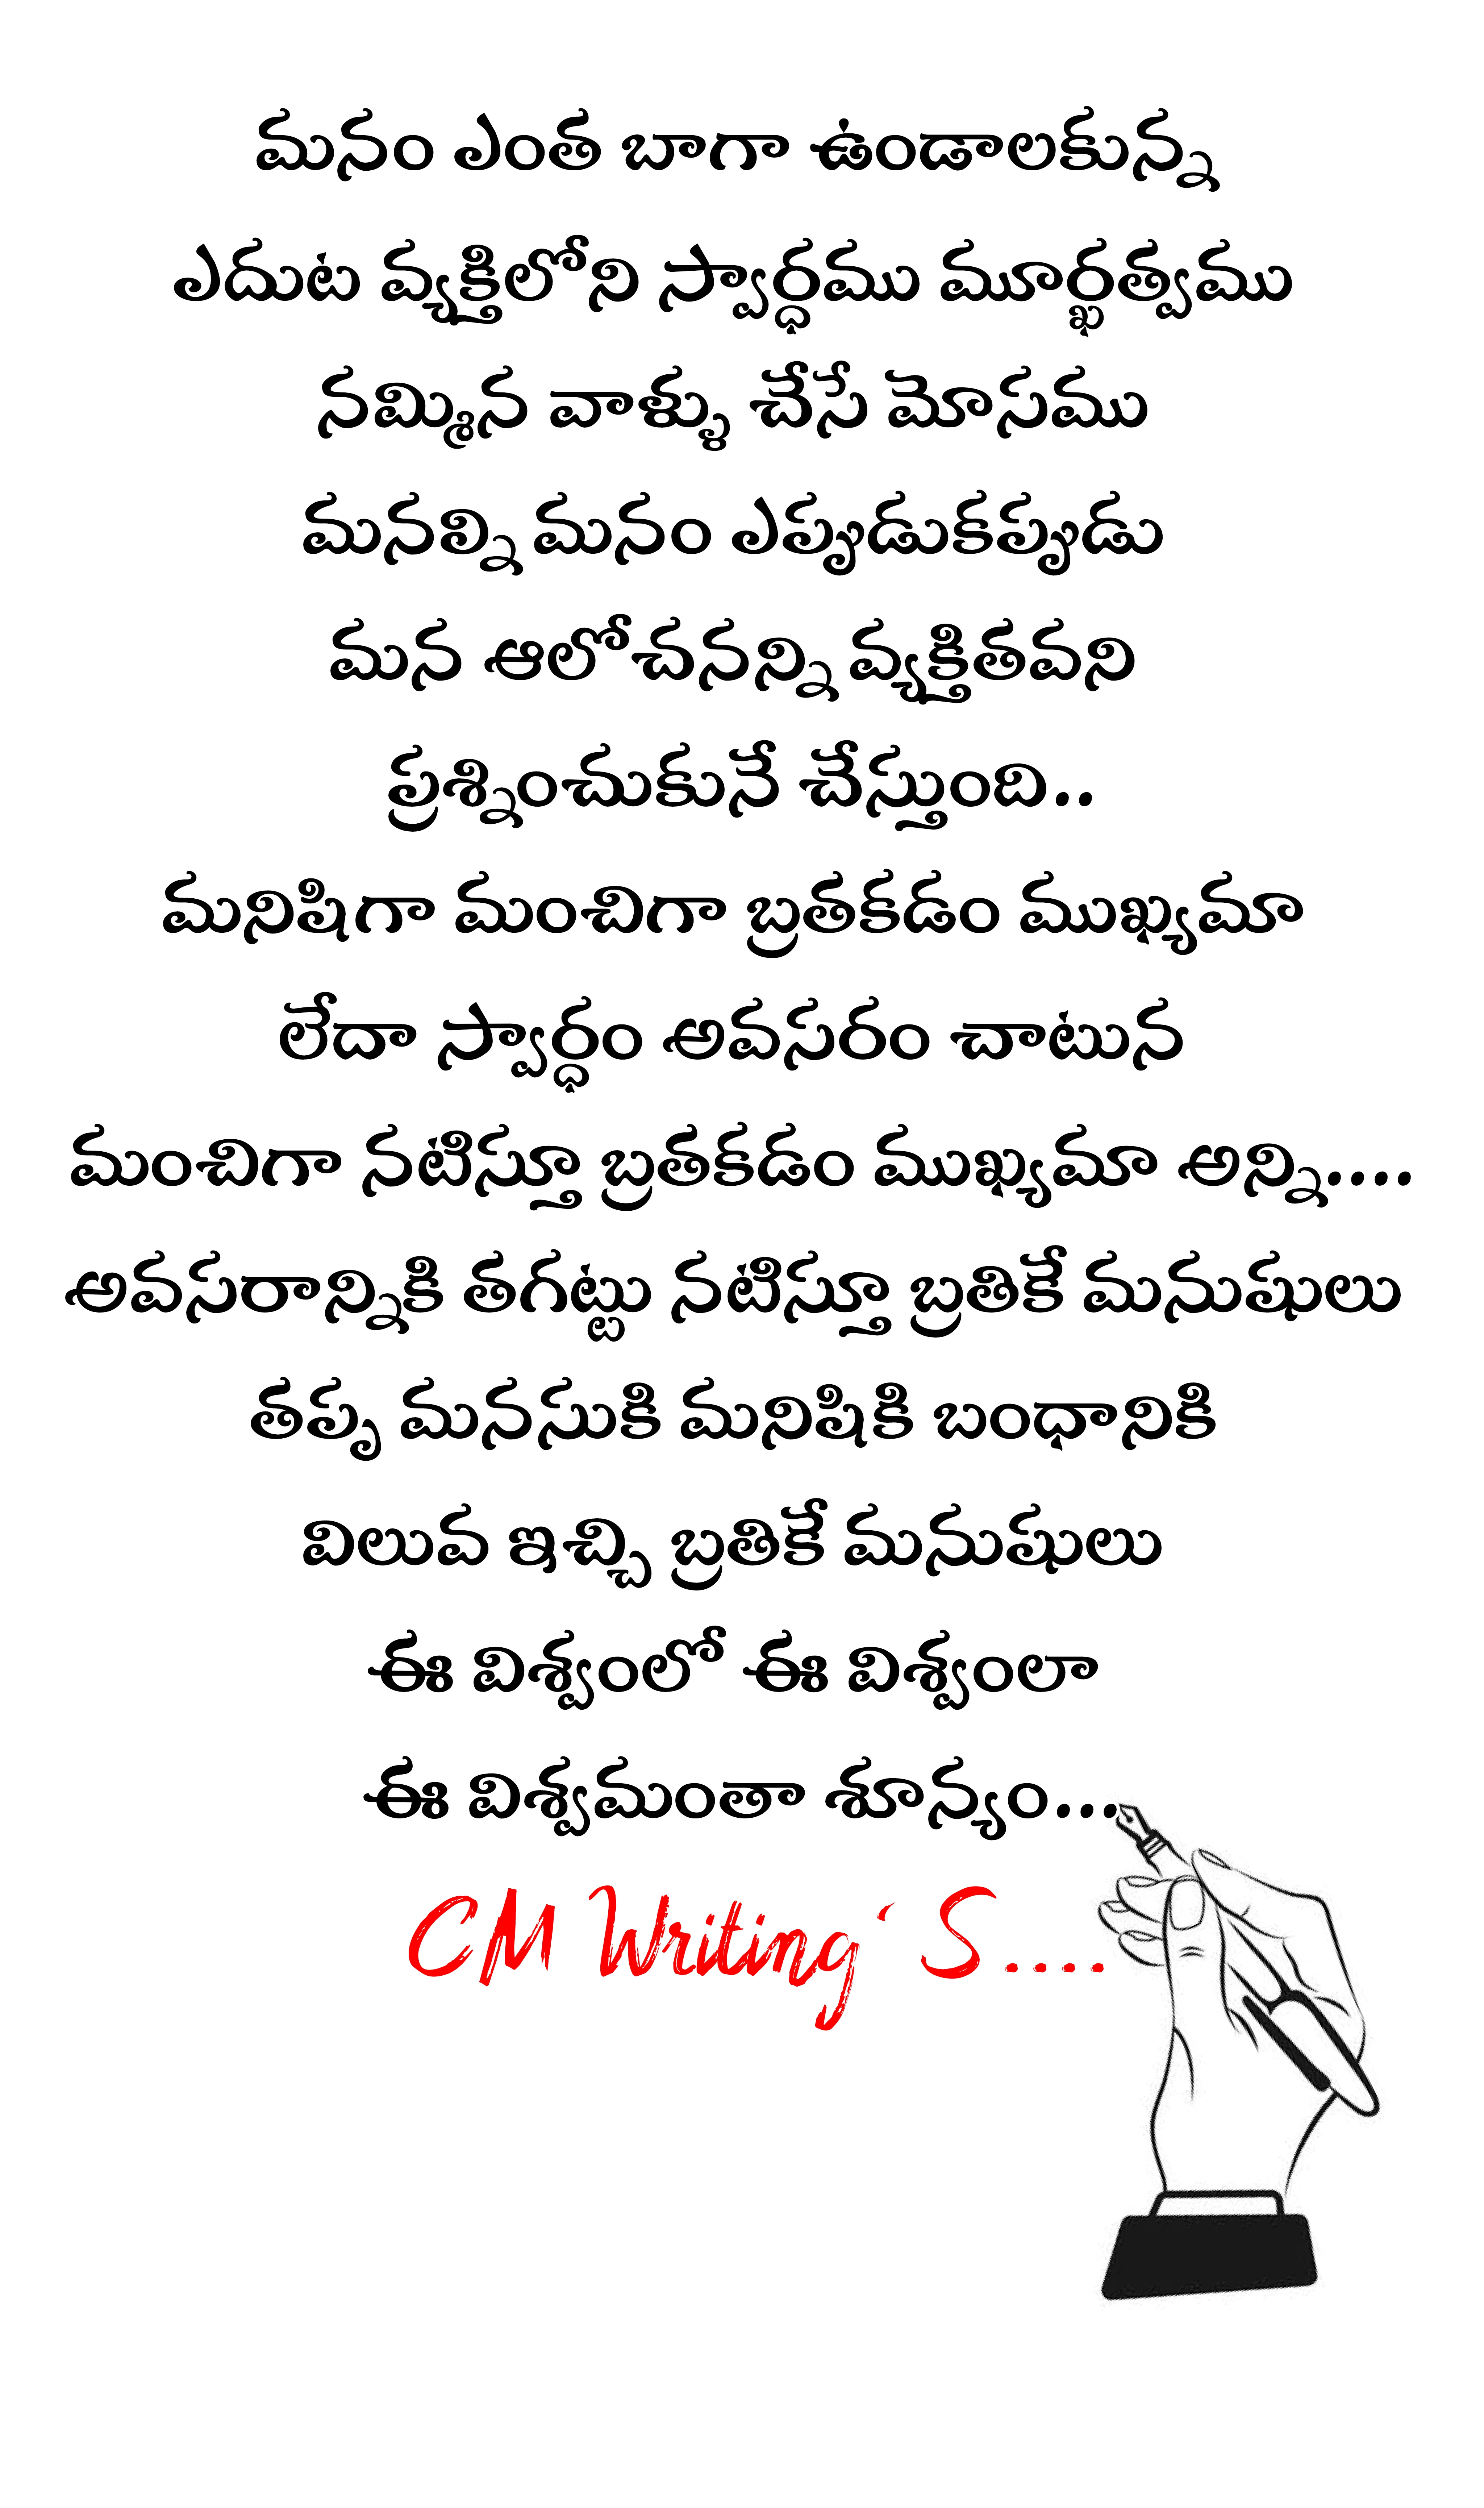 మనం ఎంత బాగా ఉండాలకున్న
ఎదుట వ్యక్తిలోని స్వార్థము మూర్ఖత్వము
నమ్మిన వాళ్ళు చేసే మోసము
మనన్ని మనం ఎప్పుడుకప్పుడు
మన ఆలోచనన్ని వ్యక్తితవని
ప్రశ్నించుకునే చేస్తుంది..
మనిషిగా మంచిగా బ్రతకడం ముఖ్యమా
లేదా స్వార్థం అవసరం చాటున
మంచిగా నటిస్తూ బ్రతకడం ముఖ్యమా అన్ని....
అవసరాన్నికి తగట్టు నటిస్తూ బ్రతికే మనుషులు
తప్ప మనసుకి మనిషికి బంధానికి
విలువ ఇచ్చి బ్రతికే మనుషులు
ఈ విశ్వంలో ఈ విశ్వంలా
ఈ విశ్వమంతా శూన్యం...
CM Writing' S....